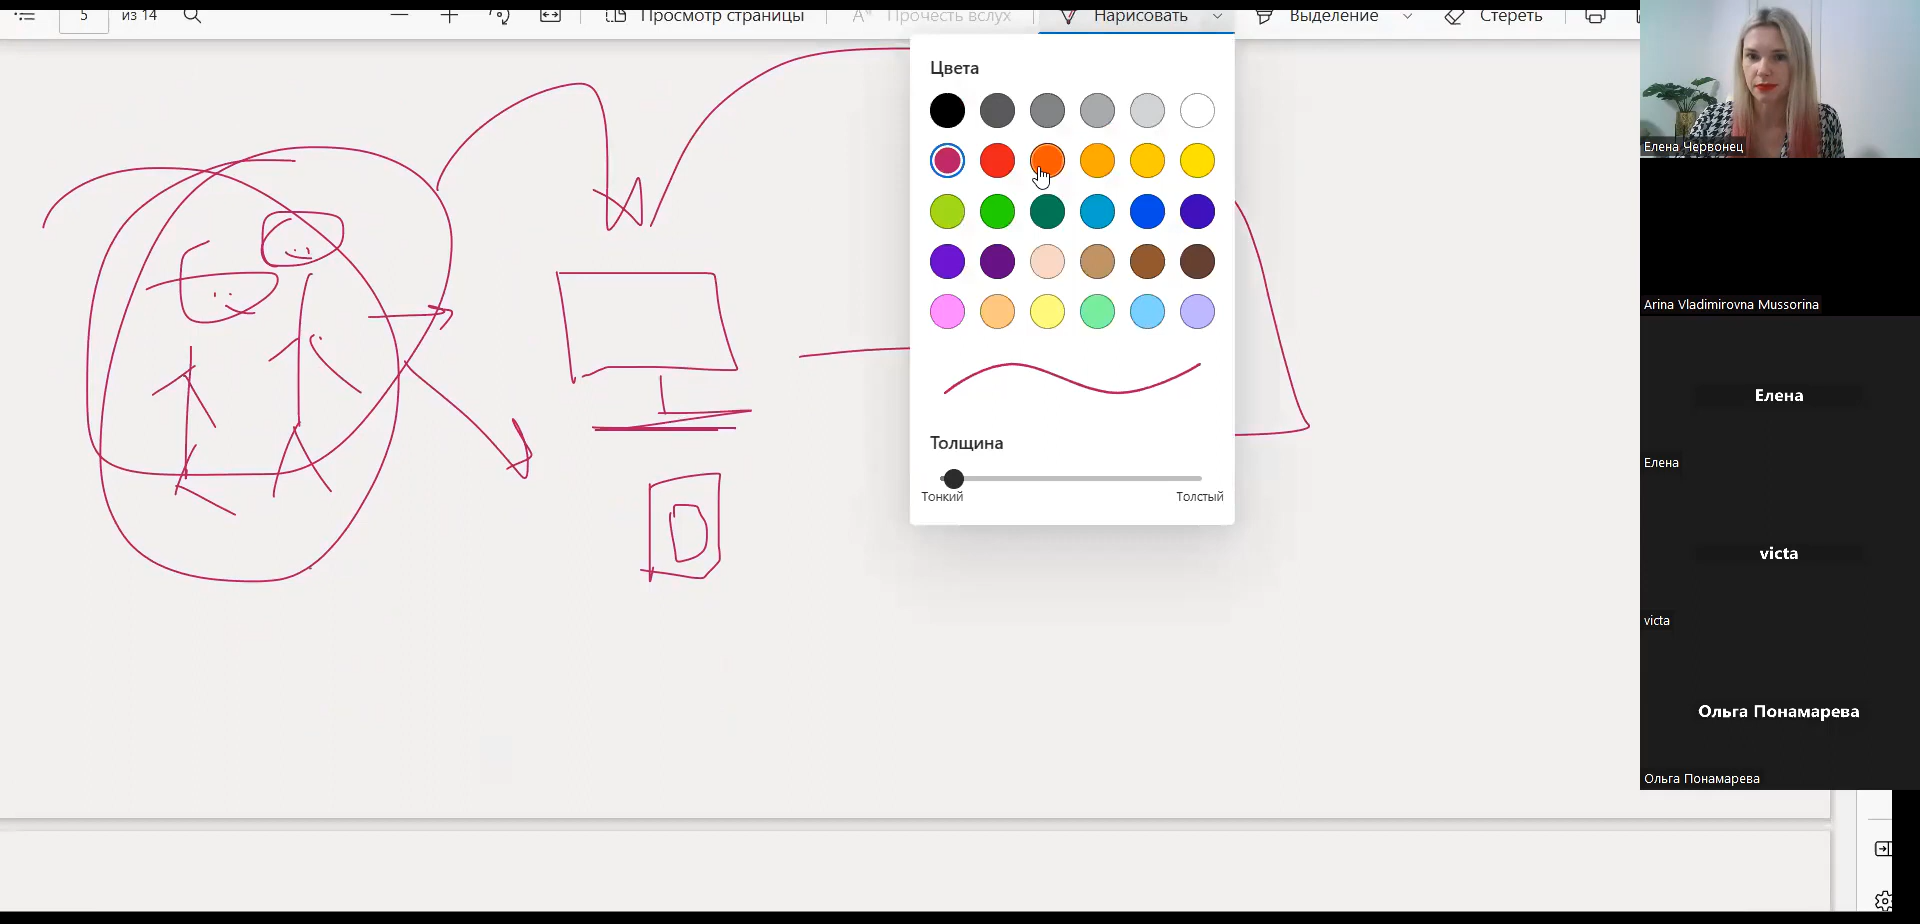 5 из 14 Просмотр страницы Прочесть вслух Нарисовать Выделение Стереть
Цвета
Толщина
Тонкий Толстый
D
Елена Червонец
Arina Vladimirovna Mussorina
Елена
Елена
victa
victa
Ольга Понамарева
Ольга Понамарева